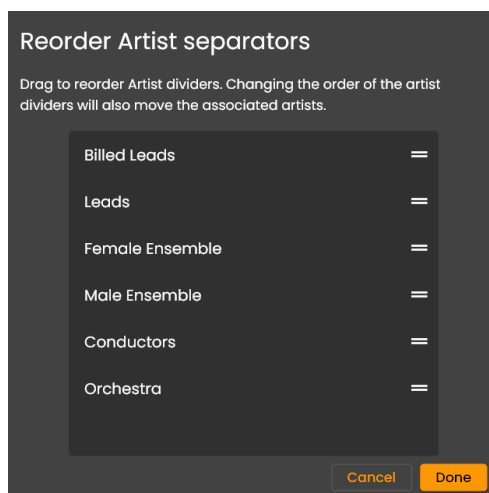 Reorder Artist separators
Drag to reorder Artist dividers. Changing the order of the artist
dividers will also move the associated artists.
Billed Leads
Leads
Female Ensemble
Male Ensemble
Conductors
Orchestra
Cancel
Done